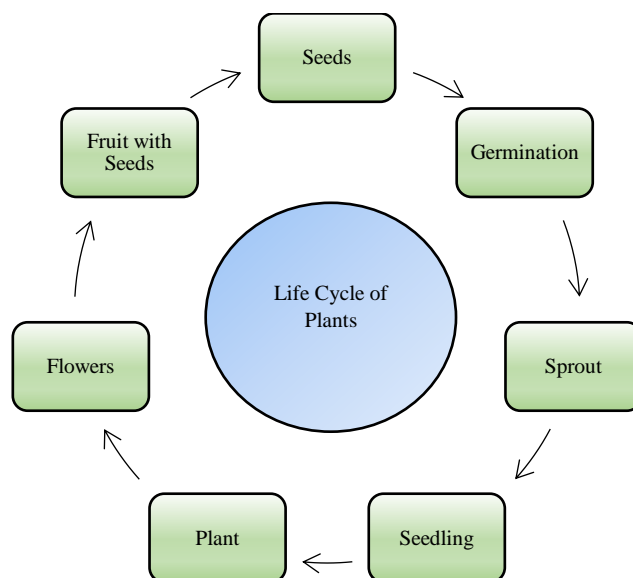 Seeds
Germination
Sprout
Seedling
Plant
Flowers
Fruit with
Seeds
Life Cycle of
Plants